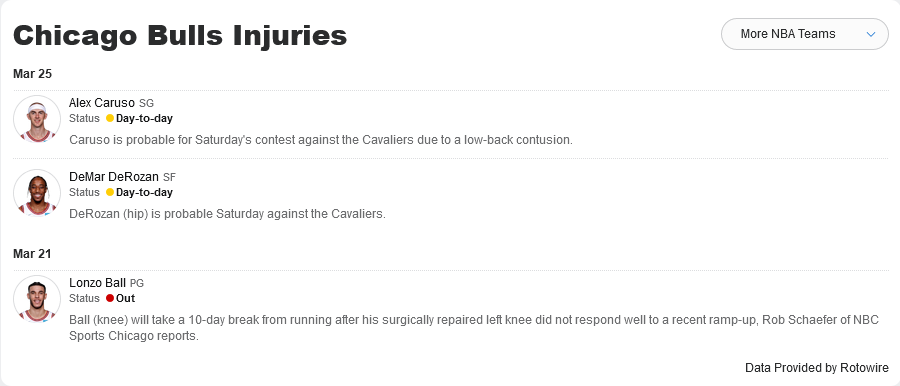 Chicago Bulls Injuries
More NBA Teams
Mar 25
Alex Caruso SG
Status Day-to-day
Caruso is probable for Saturday's contest against the Cavaliers due to a low-back contusion.
DeMar DeRozan SF
Status Day-to-day
DeRozan (hip) is probable Saturday against the Cavaliers.
Mar 21
Lonzo Ball PG
Status Out
Ball (knee) will take a 10-day break from running after his surgically repaired left knee did not respond well to a recent ramp-up, Rob Schaefer of NBC
Sports Chicago reports.
Data Provided by Rotowire